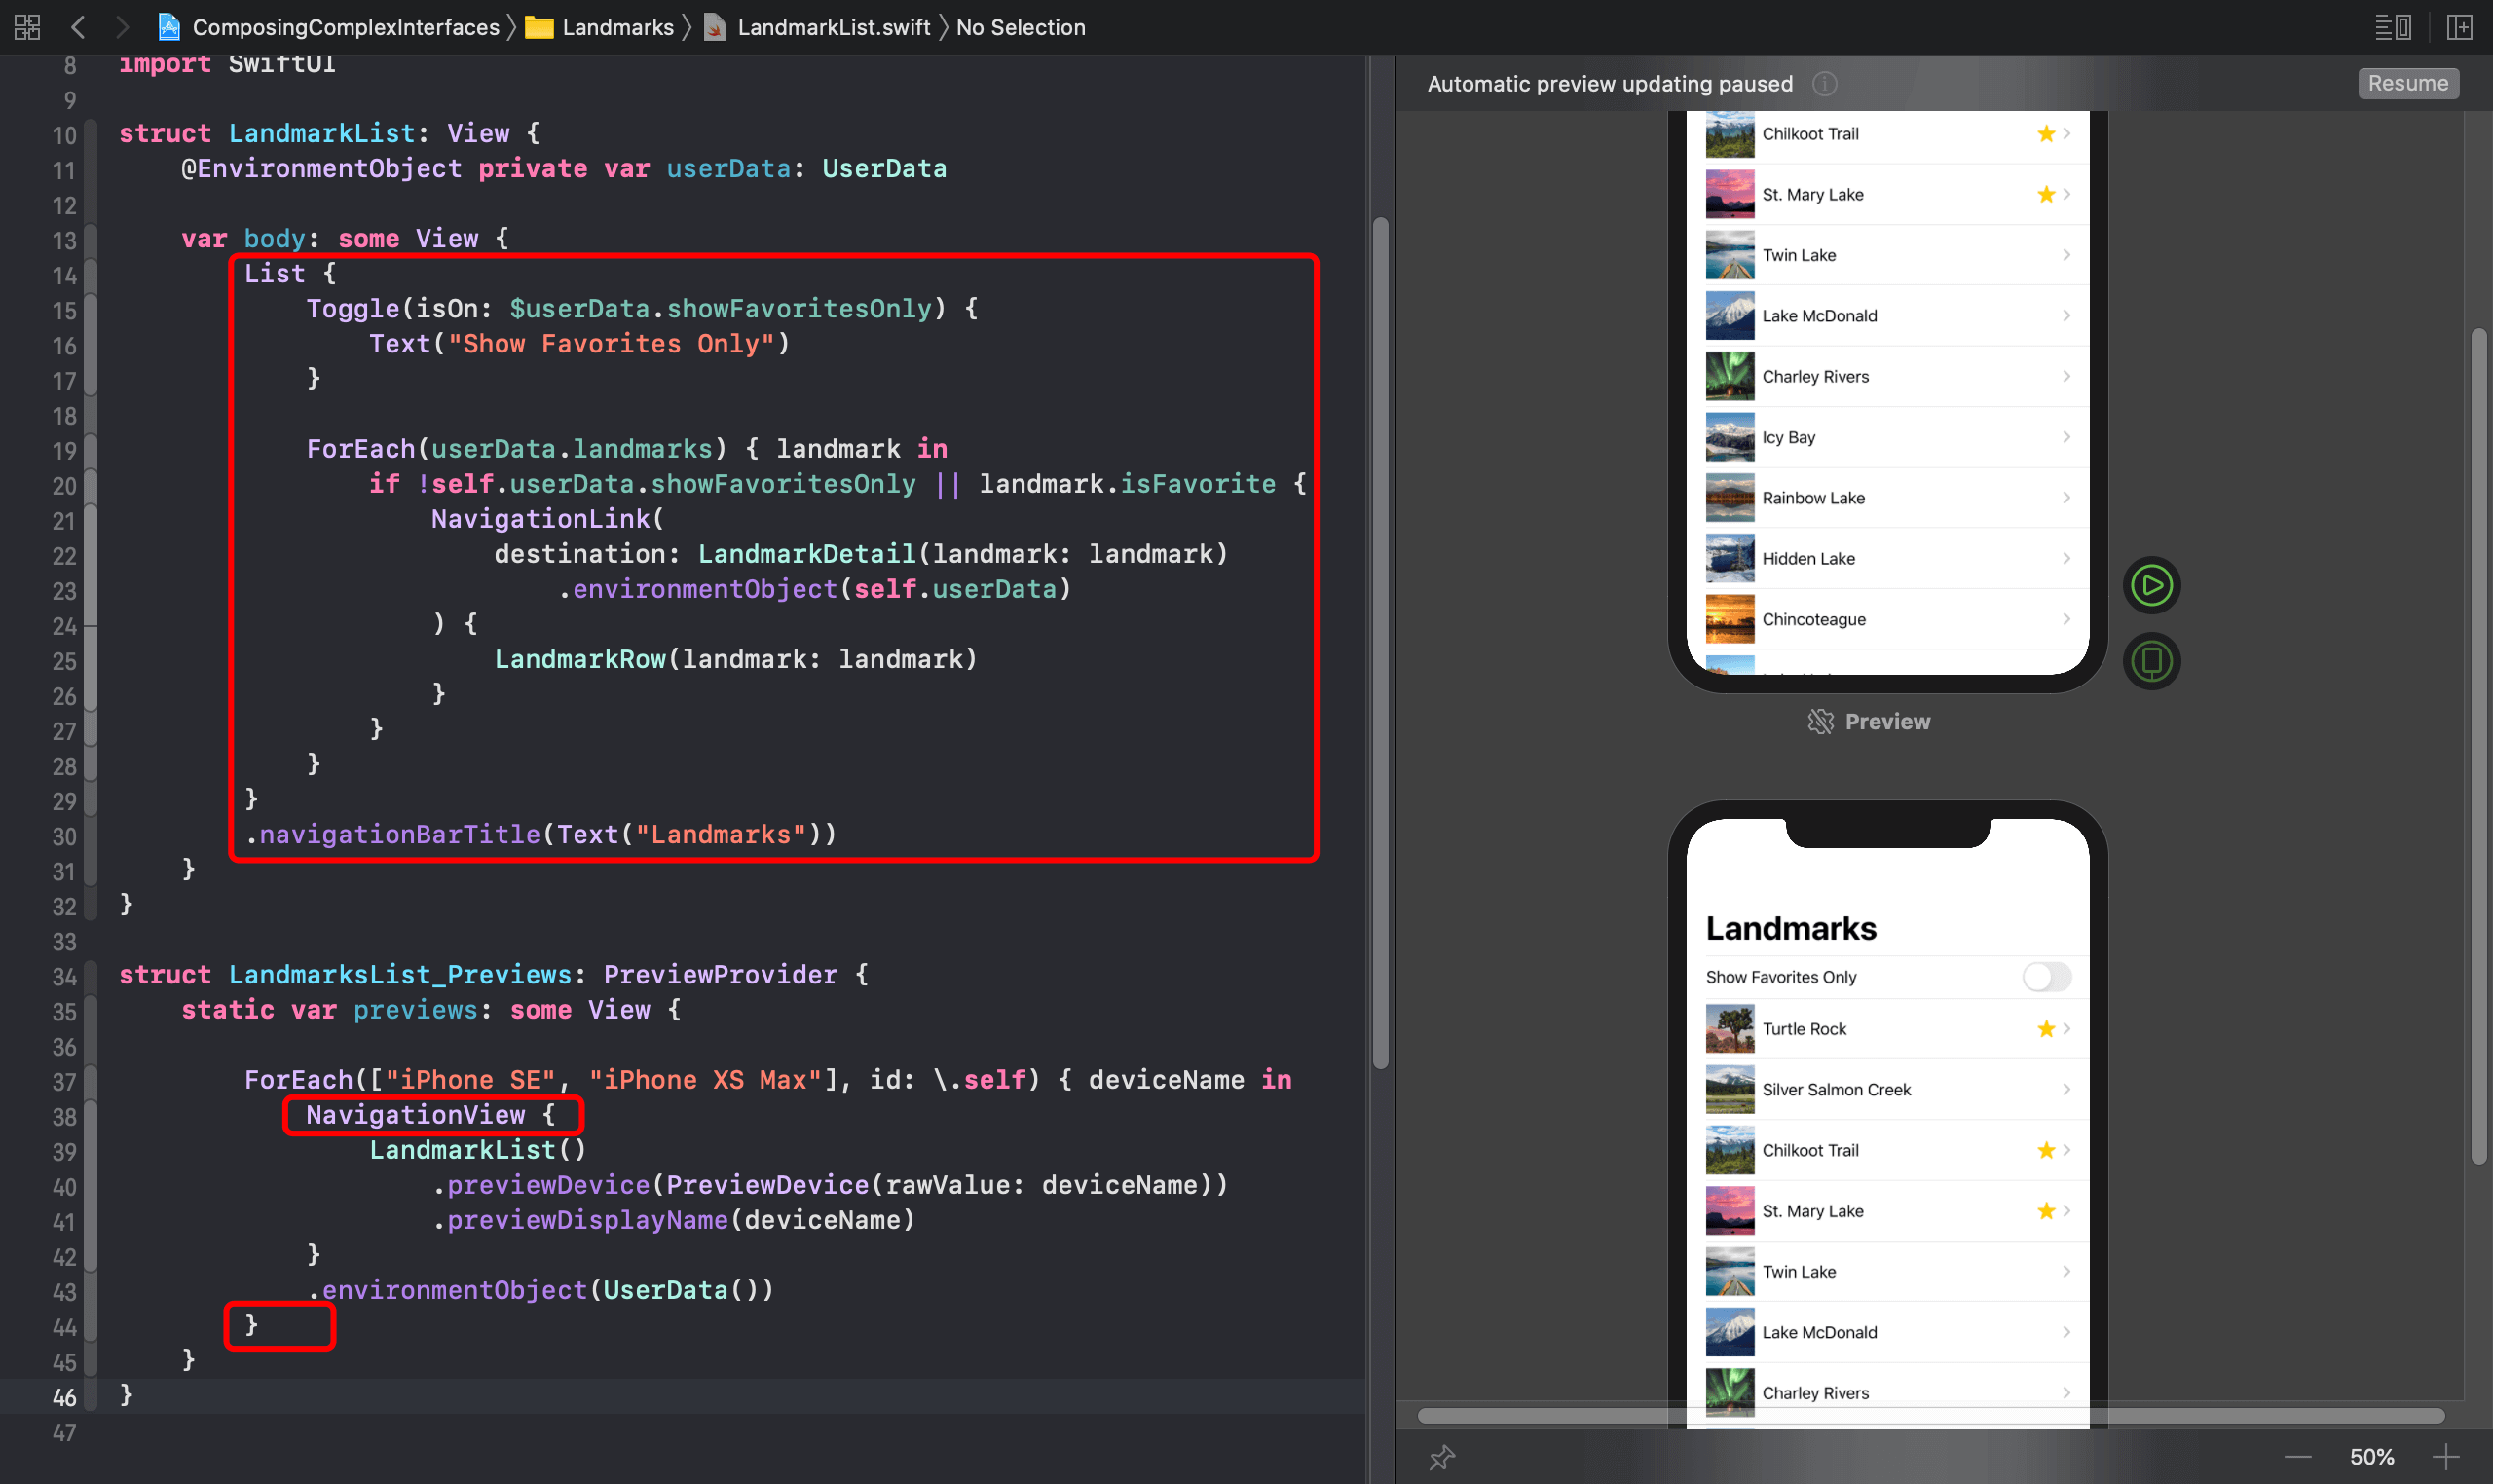 ComposingComplexInterfaces Landmarks LandmarkList.swift No Selection
8 import SwiftUI
9
10 struct LandmarkList: View {
11 @EnvironmentObject private var userData: UserData
12
13 var body: some View {
14 List {
15 Toggle(isOn: $userData.showFavoritesOnly) {
16 Text("Show Favorites Only")
17 }
18
19 ForEach(userData.landmarks) { landmark in
20 if !self.userData.showFavoritesOnly || landmark.isFavorite {
21 NavigationLink(
22 destination: LandmarkDetail(landmark: landmark)
23 .environmentObject(self.userData)
24 ) {
25 LandmarkRow(landmark: landmark)
26 }
27 }
28 }
29 }
30 .navigationBarTitle(Text("Landmarks"))
31 }
32 }
33
34 struct LandmarksList_Previews: PreviewProvider {
35 static var previews: some View {
36
37 ForEach(["iPhone SE", "iPhone XS Max"], id: \.self) { deviceName in
38 NavigationView {
39 LandmarkList()
40 .previewDevice(PreviewDevice(rawValue: deviceName))
41 .previewDisplayName(deviceName)
42 }
43 .environmentObject(UserData())
44 }
45 }
46 }
47
Automatic preview updating paused
Resume
Chilkoot Trail
St. Mary Lake
Twin Lake
Lake McDonald
Charley Rivers
Icy Bay
Rainbow Lake
Hidden Lake
Chincoteague
Preview
Landmarks
Show Favorites Only
Turtle Rock
Silver Salmon Creek
Chilkoot Trail
St. Mary Lake
Twin Lake
Lake McDonald
Charley Rivers
50%